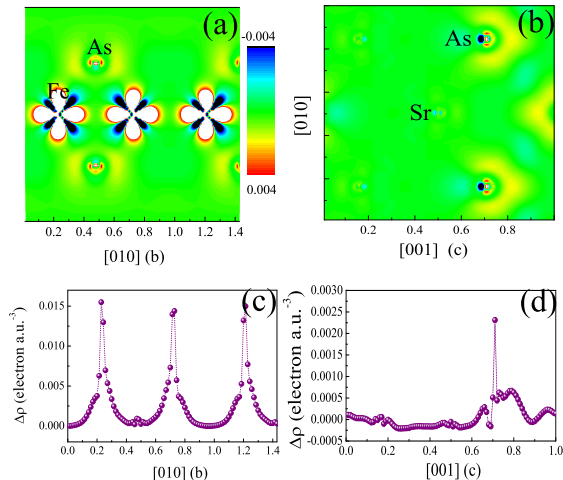 (a)
As
Fe
-0.004
0.004
0.2 0.4 0.6 0.8 1.0 1.2 1.4
[010] (b)
(b)
As
Sr
[010]
0.2 0.4 0.6 0.8
[001] (c)
(c)
Δρ (electron a.u.⁻³)
0.015
0.010
0.005
0.000
0.0 0.2 0.4 0.6 0.8 1.0 1.2 1.4
[010] (b)
(d)
Δρ (electron a.u.⁻³)
0.0030
0.0025
0.0020
0.0015
0.0010
0.0005
0.0000
-0.0005
0.0 0.2 0.4 0.6 0.8 1.0
[001] (c)